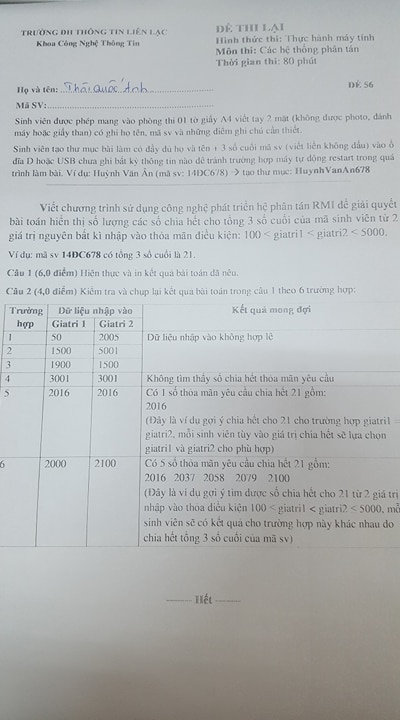 TRƯỜNG ĐH THÔNG TIN LIÊN LẠC
Khoa Công Nghệ Thông Tin
ĐỀ THI LẠI
Hình thức thi: Thực hành máy tính
Môn thi: Các hệ thống phân tán
Thời gian thi: 80 phút
Họ và tên: Thái Quốc Ánh
ĐỀ 56
Mã SV:
Sinh viên được phép mang vào phòng thi 01 tờ giấy A4 viết tay 2 mặt (không được photo, đánh
máy hoặc giấy than) có ghi họ tên, mã sv và những điểm ghi chú cần thiết.
Sinh viên tạo thư mục bài làm có đầy đủ họ và tên + 3 số cuối mã sv (viết liền không dấu) vào ổ
đĩa D hoặc USB chưa ghi bất kỳ thông tin nào để tránh trường hợp máy tự động restart trong quá
trình làm bài. Ví dụ: Huỳnh Văn Ân (mã sv: 14DC678) → tạo thư mục: HuynhVanAn678
Viết chương trình sử dụng công nghệ phát triển hệ phân tán RMI để giải quyết
bài toán hiển thị số lượng các số chia hết cho tổng 3 số cuối của mã sinh viên từ 2
giá trị nguyên bất kì nhập vào thỏa mãn điều kiện: 100 < giatri1 < giatri2 < 5000.
Ví dụ: mã sv 14DC678 có tổng 3 số cuối là 21.
Câu 1 (6,0 điểm) Hiện thực và in kết quả bài toán đã nêu.
Câu 2 (4,0 điểm) Kiểm tra và chụp lại kết quả bài toán trong câu 1 theo 6 trường hợp:
Trường hợp Dữ liệu nhập vào Kết quả mong đợi
Giatri 1 Giatri 2
1 50 2005 Dữ liệu nhập vào không hợp lệ
2 1500 5001
3 1900 1500
4 3001 3001 Không tìm thấy số chia hết thỏa mãn yêu cầu
5 2016 2016 Có 1 số thỏa mãn yêu cầu chia hết 21 gồm:
2016
(Đây là ví dụ gợi ý chia hết cho 21 cho trường hợp giatri1 =
giatri2, mỗi sinh viên tùy vào giá trị chia hết sẽ lựa chọn
giatri1 và giatri2 cho phù hợp)
6 2000 2100 Có 5 số thỏa mãn yêu cầu chia hết 21 gồm:
2016 2037 2058 2079 2100
(Đây là ví dụ gợi ý tìm được số chia hết cho 21 từ 2 giá trị
nhập vào thỏa điều kiện 100 < giatri1 < giatri2 < 5000, mỗ
sinh viên sẽ có kết quả cho trường hợp này khác nhau do
chia hết tổng 3 số cuối của mã sv)
Hết